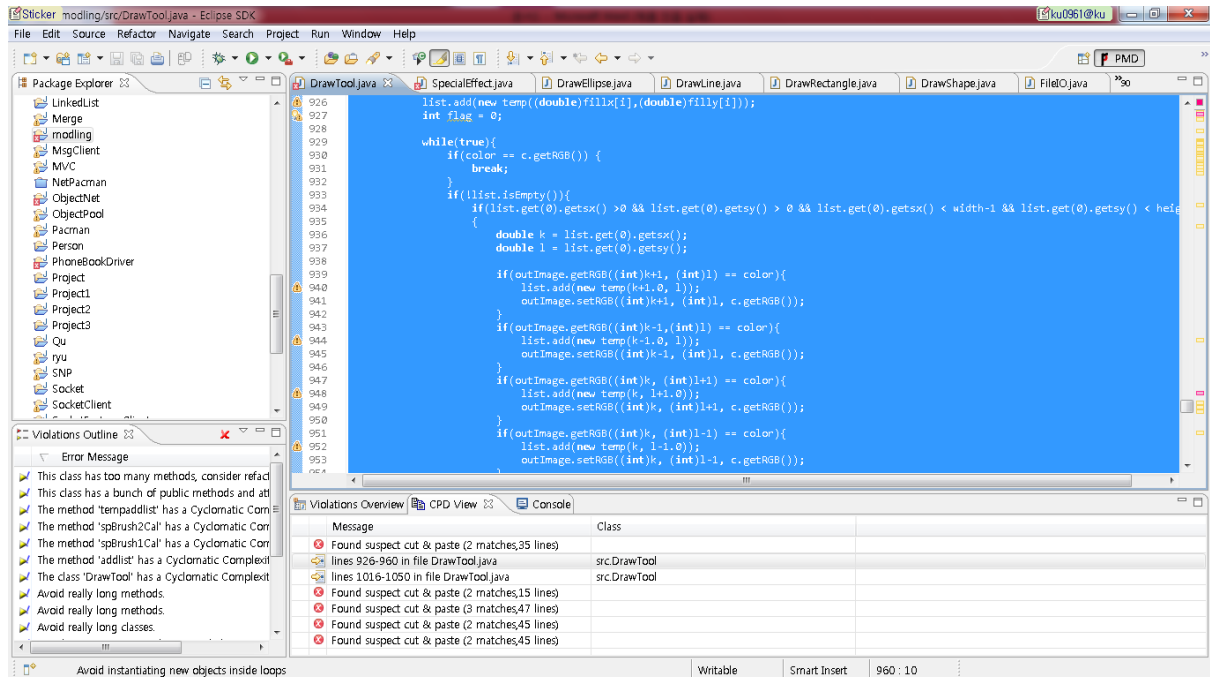 Sticker modling/src/DrawTool.java - Eclipse SDK
ku0961@ku
File Edit Source Refactor Navigate Search Project Run Window Help
PMD
Package Explorer
LinkedList
Merge
modling
MsgClient
MVC
NetPacman
ObjectNet
ObjectPool
Pacman
Person
PhoneBookDriver
Project
Project1
Project2
Project3
Qu
ryu
SNP
Socket
SocketClient
Violations Outline
Error Message
This class has too many methods, consider refact
This class has a bunch of public methods and att
The method 'tempaddlist' has a Cyclomatic Com
The method 'spBrush2Cal' has a Cyclomatic Com
The method 'spBrush1Cal' has a Cyclomatic Com
The method 'addlist' has a Cyclomatic Complexit
The class 'DrawTool' has a Cyclomatic Complexit
Avoid really long methods.
Avoid really long methods.
Avoid really long classes.
DrawTool.java SpecialEffect.java DrawEllipse.java DrawLine.java DrawRectangle.java DrawShape.java FileIO.java »90
926 list.add(new temp((double)fillx[i],(double)filly[i]));
927 int flag = 0;
928
929 while(true){
930 if(color == c.getRGB()) {
931 break;
932 }
933 if(!list.isEmpty()){
934 if(list.get(0).getsx() >0 && list.get(0).getsy() > 0 && list.get(0).getsx() < width-1 && list.get(0).getsy() < heig
935 {
936 double k = list.get(0).getsx();
937 double l = list.get(0).getsy();
938
939 if(outImage.getRGB((int)k+1, (int)l) == color){
940 list.add(new temp(k+1.0, l));
941 outImage.setRGB((int)k+1, (int)l, c.getRGB());
942 }
943 if(outImage.getRGB((int)k-1,(int)l) == color){
944 list.add(new temp(k-1.0, l));
945 outImage.setRGB((int)k-1, (int)l, c.getRGB());
946 }
947 if(outImage.getRGB((int)k, (int)l+1) == color){
948 list.add(new temp(k, l+1.0));
949 outImage.setRGB((int)k, (int)l+1, c.getRGB());
950 }
951 if(outImage.getRGB((int)k, (int)l-1) == color){
952 list.add(new temp(k, l-1.0));
953 outImage.setRGB((int)k, (int)l-1, c.getRGB());
954 }
Violations Overview CPD View Console
Message Class
Found suspect cut & paste (2 matches,35 lines)
lines 926-960 in file DrawTool.java src.DrawTool
lines 1016-1050 in file DrawTool.java src.DrawTool
Found suspect cut & paste (2 matches,15 lines)
Found suspect cut & paste (3 matches,47 lines)
Found suspect cut & paste (2 matches,45 lines)
Found suspect cut & paste (2 matches,45 lines)
Avoid instantiating new objects inside loops
Writable Smart Insert 960 : 10